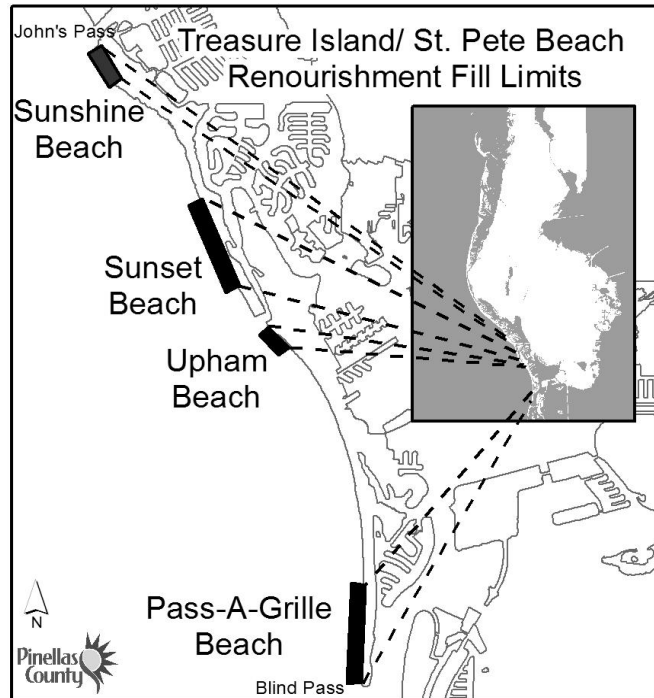 John's Pass
Treasure Island/ St. Pete Beach
Renourishment Fill Limits
Sunshine
Beach
Sunset
Beach
Upham
Beach
Pass-A-Grille
Beach
Blind Pass
N
Pinellas
County